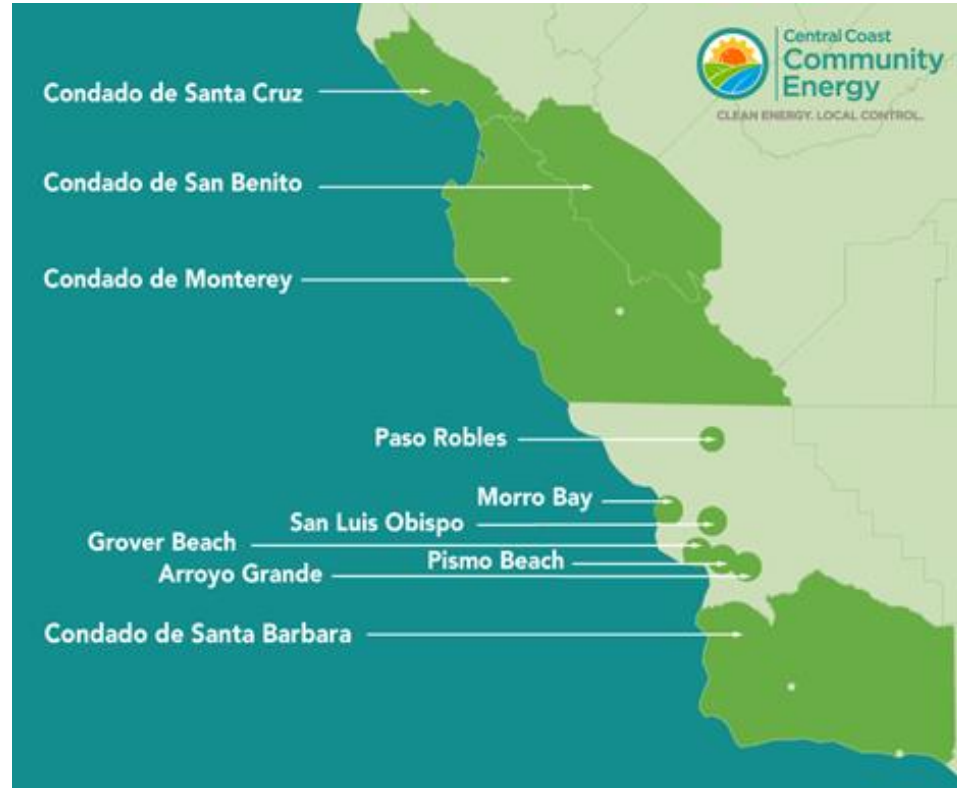 Central Coast
Community
Energy
CLEAN ENERGY. LOCAL CONTROL.
Condado de Santa Cruz
Condado de San Benito
Condado de Monterey
Paso Robles
Morro Bay
San Luis Obispo
Grover Beach
Pismo Beach
Arroyo Grande
Condado de Santa Barbara